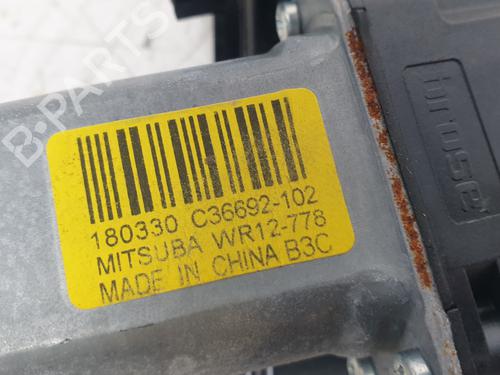 180330 C36692-102
MITSUBA WR12-778
MADE IN CHINA B3C
brose
B-PARTS